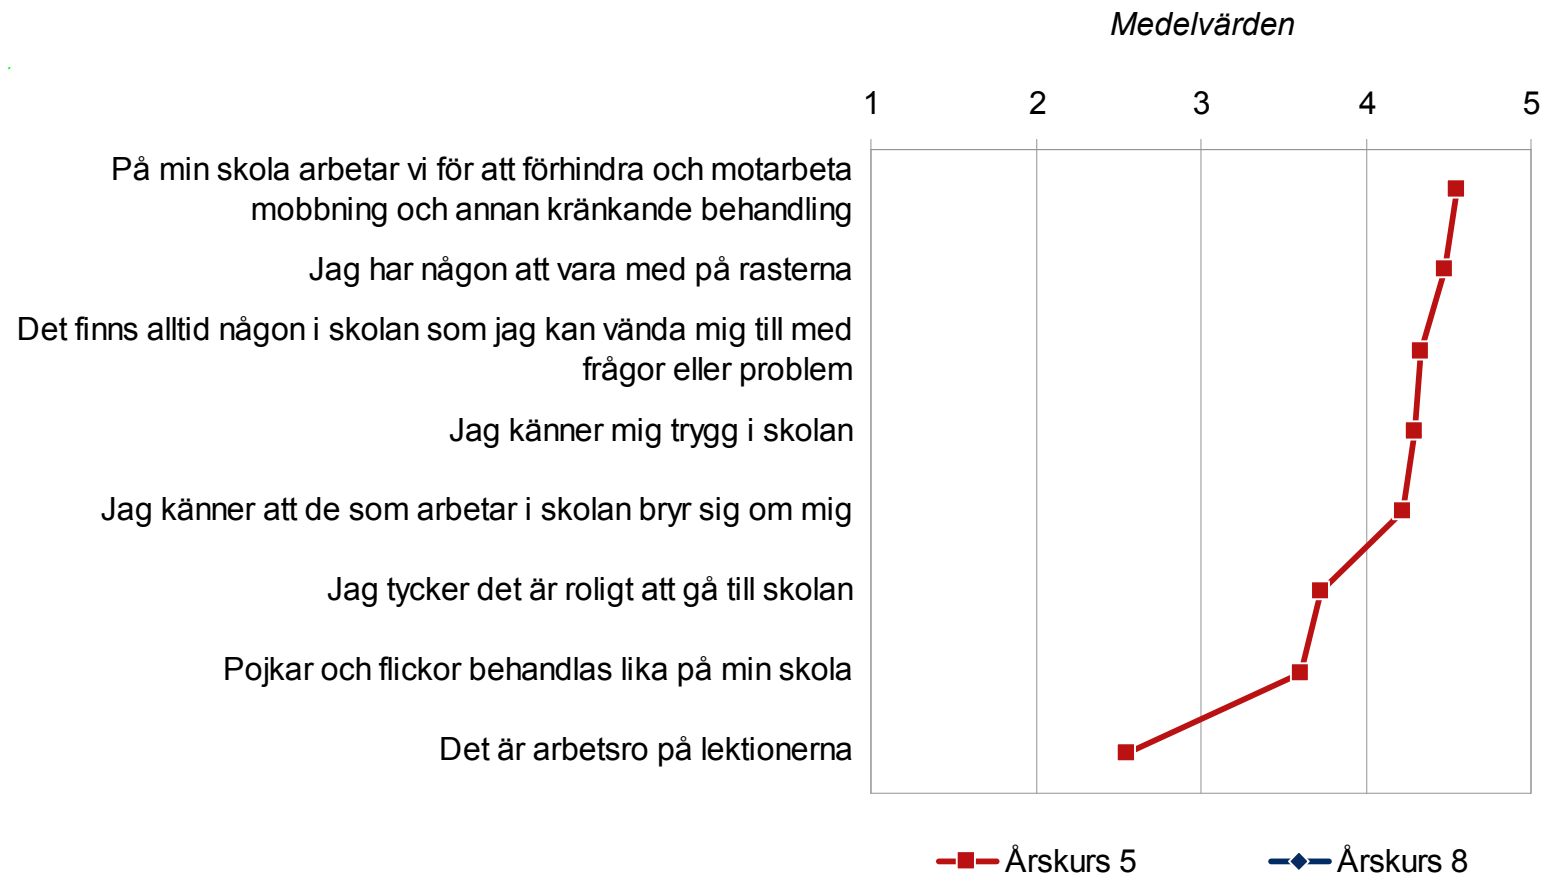 Medelvärden
1 2 3 4 5
På min skola arbetar vi för att förhindra och motarbeta
mobbning och annan kränkande behandling
Jag har någon att vara med på rasterna
Det finns alltid någon i skolan som jag kan vända mig till med
frågor eller problem
Jag känner mig trygg i skolan
Jag känner att de som arbetar i skolan bryr sig om mig
Jag tycker det är roligt att gå till skolan
Pojkar och flickor behandlas lika på min skola
Det är arbetsro på lektionerna
Årskurs 5 Årskurs 8